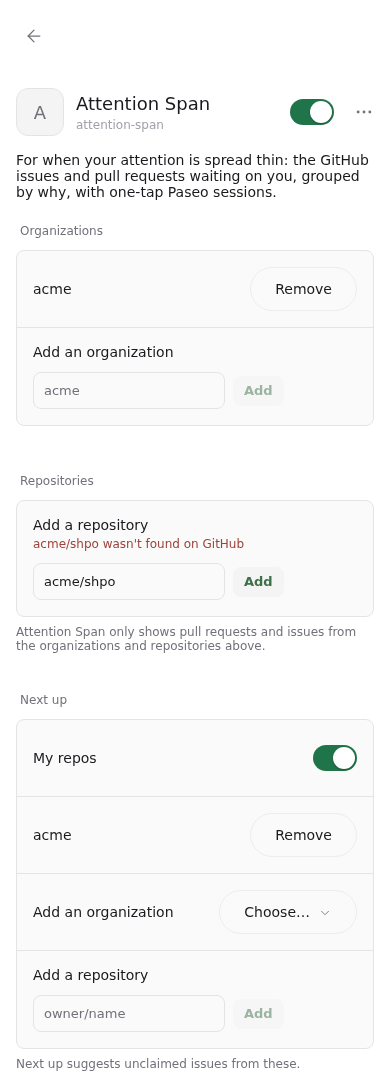 A
Attention Span
attention-span
For when your attention is spread thin: the GitHub
issues and pull requests waiting on you, grouped
by why, with one-tap Paseo sessions.
Organizations
acme
Remove
Add an organization
acme
Add
Repositories
Add a repository
acme/shpo wasn't found on GitHub
acme/shpo
Add
Attention Span only shows pull requests and issues from
the organizations and repositories above.
Next up
My repos
acme
Remove
Add an organization
Choose...
Add a repository
owner/name
Add
Next up suggests unclaimed issues from these.